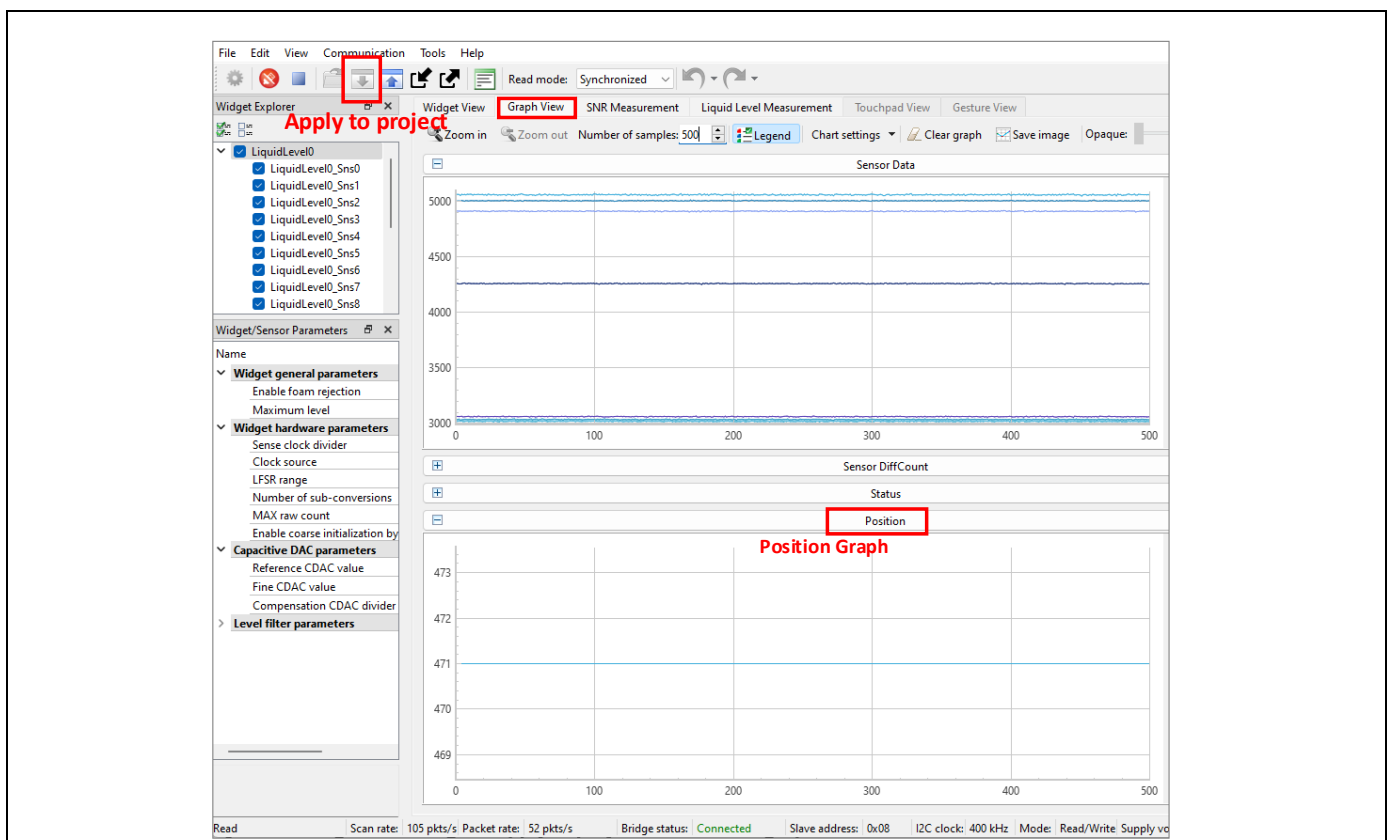 File Edit View Communication Tools Help
Read mode: Synchronized
Widget Explorer
Apply to project
LiquidLevel0
LiquidLevel0_Sns0
LiquidLevel0_Sns1
LiquidLevel0_Sns2
LiquidLevel0_Sns3
LiquidLevel0_Sns4
LiquidLevel0_Sns5
LiquidLevel0_Sns6
LiquidLevel0_Sns7
LiquidLevel0_Sns8
Widget/Sensor Parameters
Name
Widget general parameters
Enable foam rejection
Maximum level
Widget hardware parameters
Sense clock divider
Clock source
LFSR range
Number of sub-conversions
MAX raw count
Enable coarse initialization by
Capacitive DAC parameters
Reference CDAC value
Fine CDAC value
Compensation CDAC divider
Level filter parameters
Widget View Graph View SNR Measurement Liquid Level Measurement Touchpad View Gesture View
Zoom in Zoom out Number of samples: 500 Legend Chart settings Clear graph Save image Opaque:
Sensor Data
5000
4500
4000
3500
3000
0 100 200 300 400 500
Sensor DiffCount
Status
Position
Position Graph
473
472
471
470
469
0 100 200 300 400 500
Read Scan rate: 105 pkts/s Packet rate: 52 pkts/s Bridge status: Connected Slave address: 0x08 I2C clock: 400 kHz Mode: Read/Write Supply vo